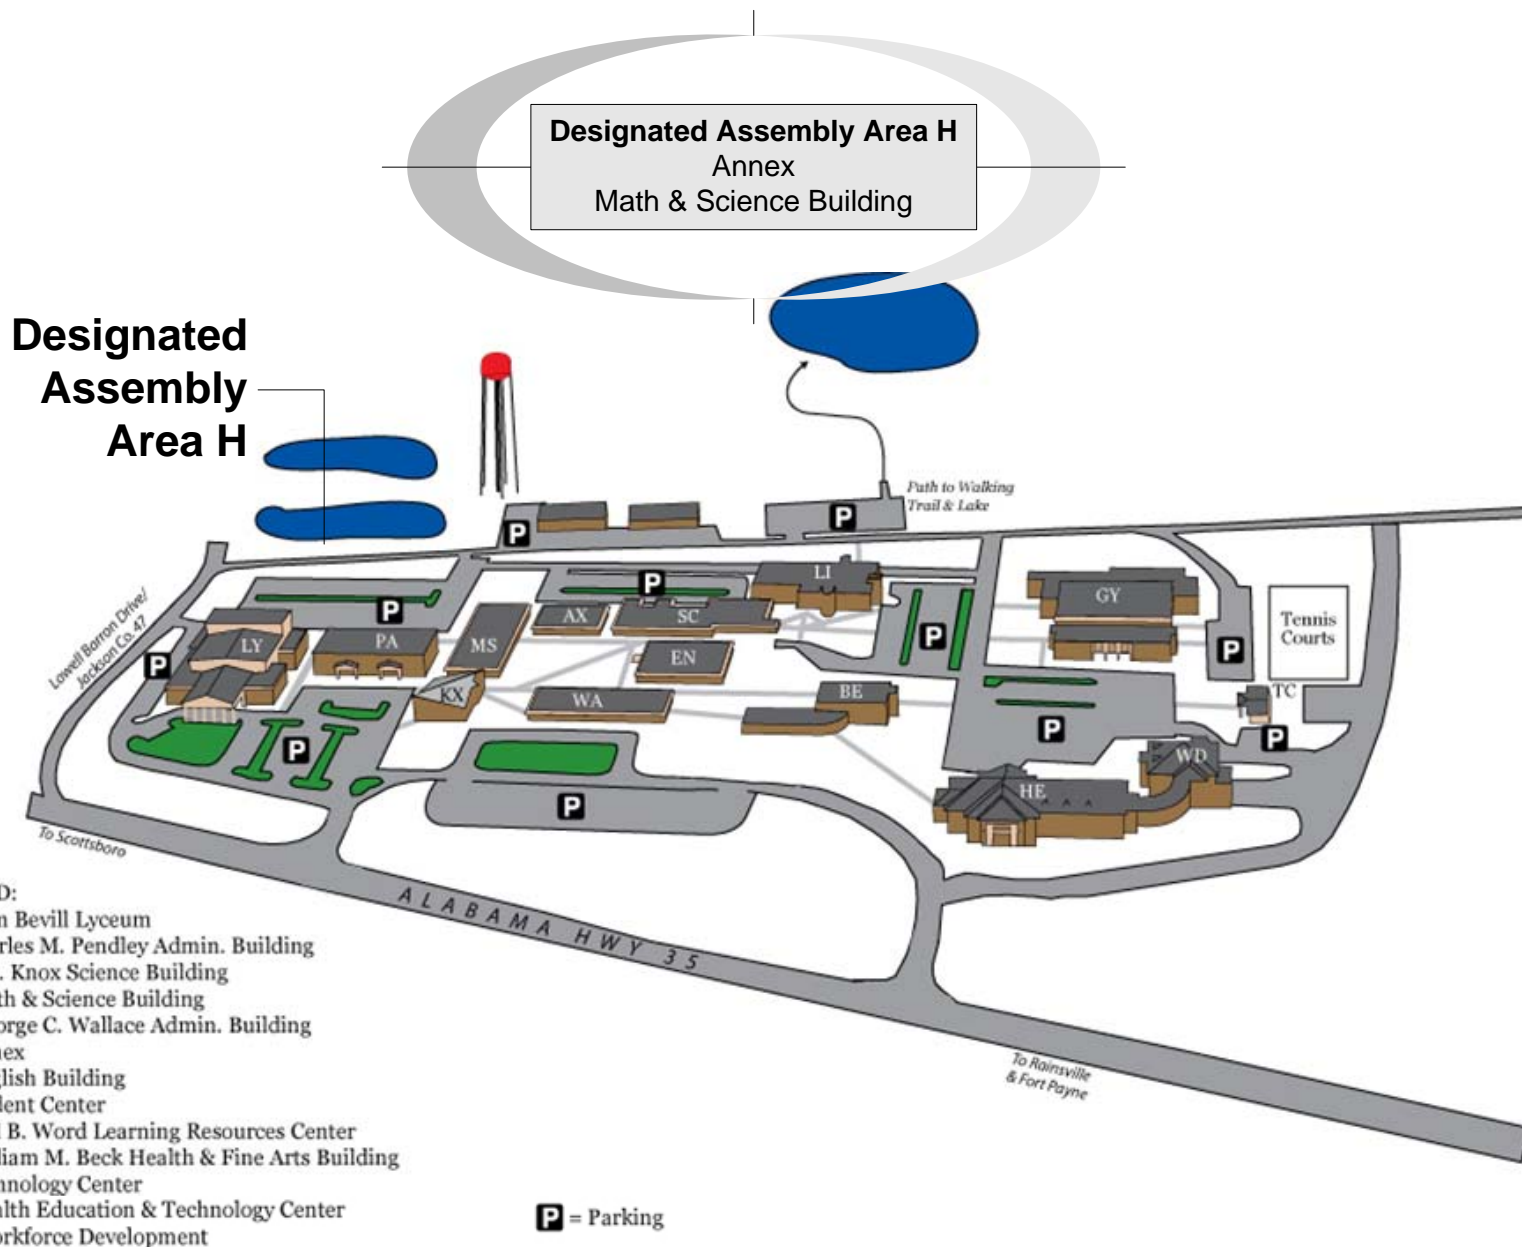 Designated Assembly Area H
Annex
Math & Science Building
Designated
Assembly
Area H
Path to Walking
Trail & Lake
P
P
P
P
P
P
P
P
P
P
P
LI
GY
AX
SC
LY
PA
MS
EN
KX
WA
BE
TC
WD
HE
Tennis
Courts
Lowell Barron Drive/
Jackson Co. 47
To Scottsboro
ALABAMA HWY 35
To Rainsville
& Fort Payne
D:
n Bevill Lyceum
rles M. Pendley Admin. Building
. Knox Science Building
th & Science Building
orge C. Wallace Admin. Building
nex
glish Building
dent Center
B. Word Learning Resources Center
liam M. Beck Health & Fine Arts Building
hnology Center
alth Education & Technology Center
orkforce Development
P = Parking